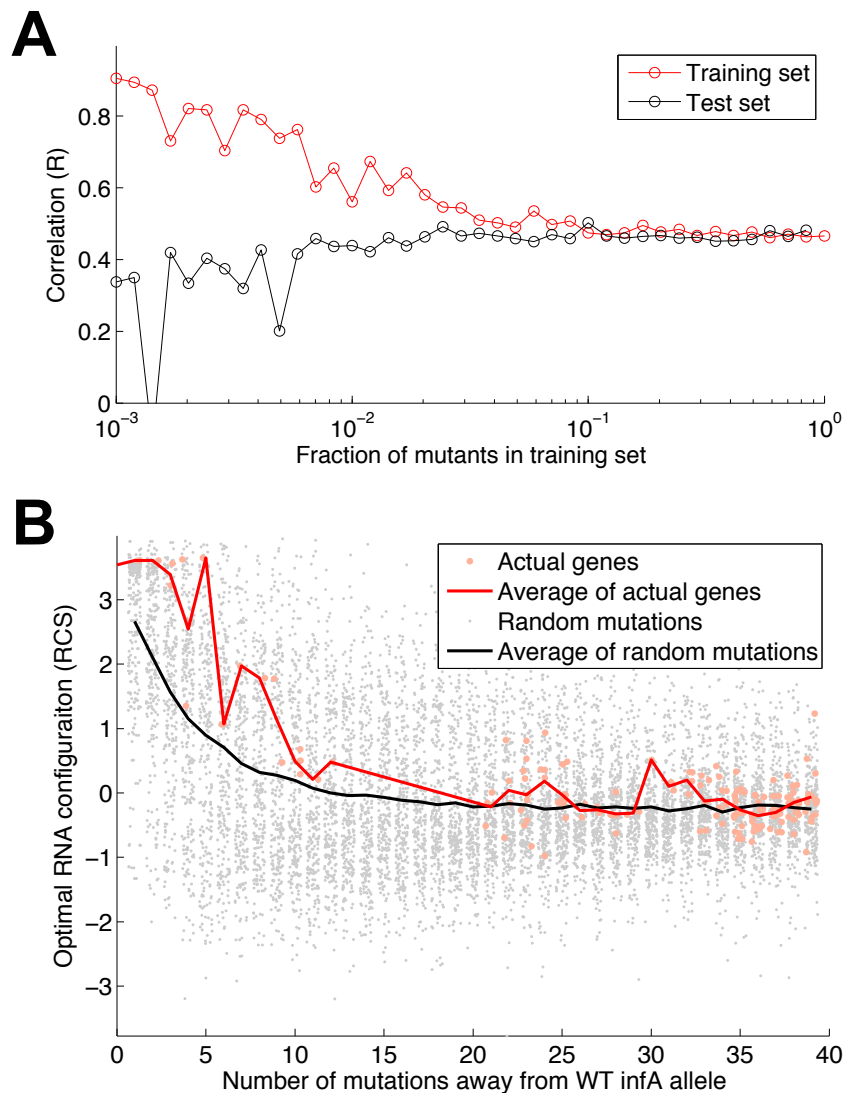 A
Training set
Test set
0.8
0.6
0.4
0.2
0
Correlation (R)
10^-3
10^-2
10^-1
10^0
Fraction of mutants in training set
B
Actual genes
Average of actual genes
Random mutations
Average of random mutations
3
2
1
0
−1
−2
−3
Optimal RNA configuraiton (RCS)
0 5 10 15 20 25 30 35 40
Number of mutations away from WT infA allele